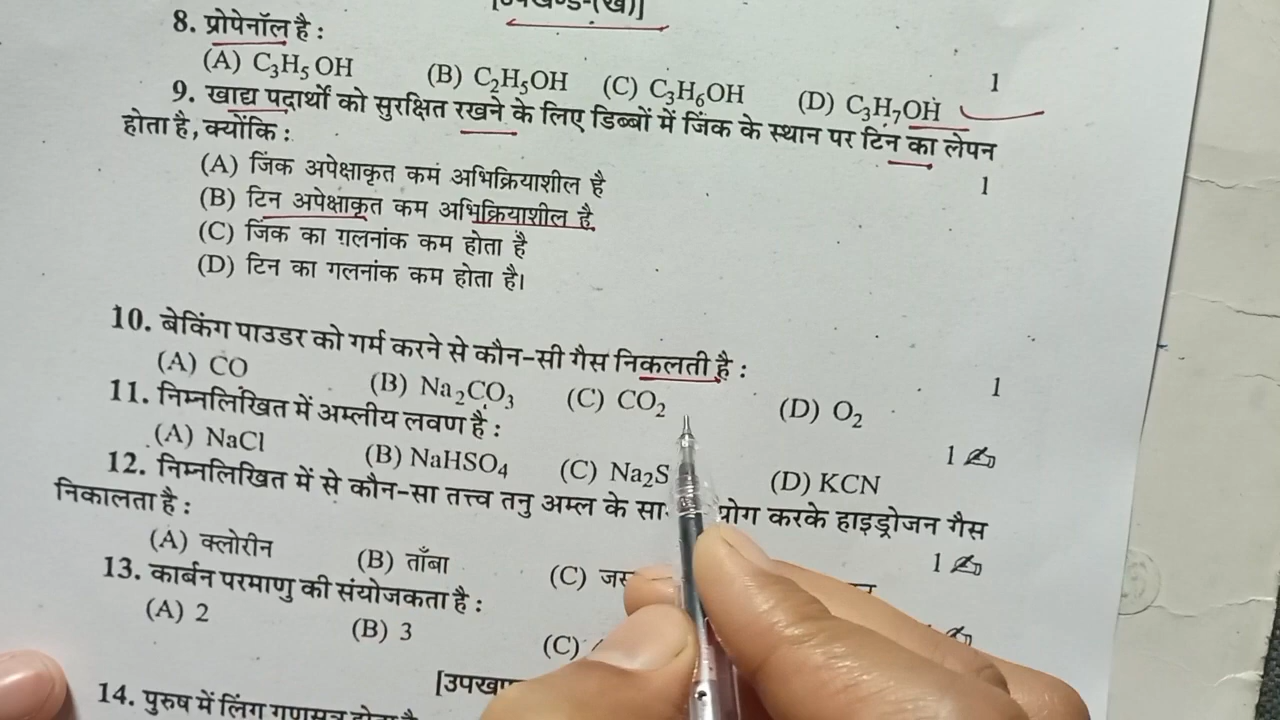 [उपखण्ड-(ख)]
8. प्रोपेनॉल है :
(A) C₃H₅OH (B) C₂H₅OH (C) C₃H₆OH (D) C₃H₇OH 1
9. खाद्य पदार्थों को सुरक्षित रखने के लिए डिब्बों में जिंक के स्थान पर टिन का लेपन
होता है, क्योंकि : 1
(A) जिंक अपेक्षाकृत कम अभिक्रियाशील है
(B) टिन अपेक्षाकृत कम अभिक्रियाशील है
(C) जिंक का गलनांक कम होता है
(D) टिन का गलनांक कम होता है।
10. बेकिंग पाउडर को गर्म करने से कौन-सी गैस निकलती है : 1
(A) CO (B) Na₂CO₃ (C) CO₂ (D) O₂
11. निम्नलिखित में अम्लीय लवण है : 1
(A) NaCl (B) NaHSO₄ (C) Na₂S (D) KCN
12. निम्नलिखित में से कौन-सा तत्त्व तनु अम्ल के करके हाइड्रोजन गैस
निकालता है : 1
(A) क्लोरीन (B) ताँबा (C)
13. कार्बन परमाणु की संयोजकता है :
(A) 2 (B) 3 (C)
14. पुरुष में लिंग